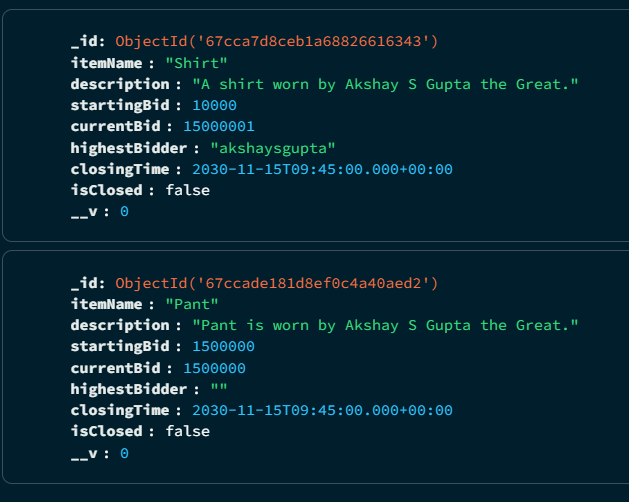 _id: ObjectId('67cca7d8ceb1a68826616343')
itemName : "Shirt"
description : "A shirt worn by Akshay S Gupta the Great."
startingBid : 10000
currentBid : 15000001
highestBidder : "akshaysgupta"
closingTime : 2030-11-15T09:45:00.000+00:00
isClosed : false
__v : 0
_id: ObjectId('67ccade181d8ef0c4a40aed2')
itemName : "Pant"
description : "Pant is worn by Akshay S Gupta the Great."
startingBid : 1500000
currentBid : 1500000
highestBidder : ""
closingTime : 2030-11-15T09:45:00.000+00:00
isClosed : false
__v : 0